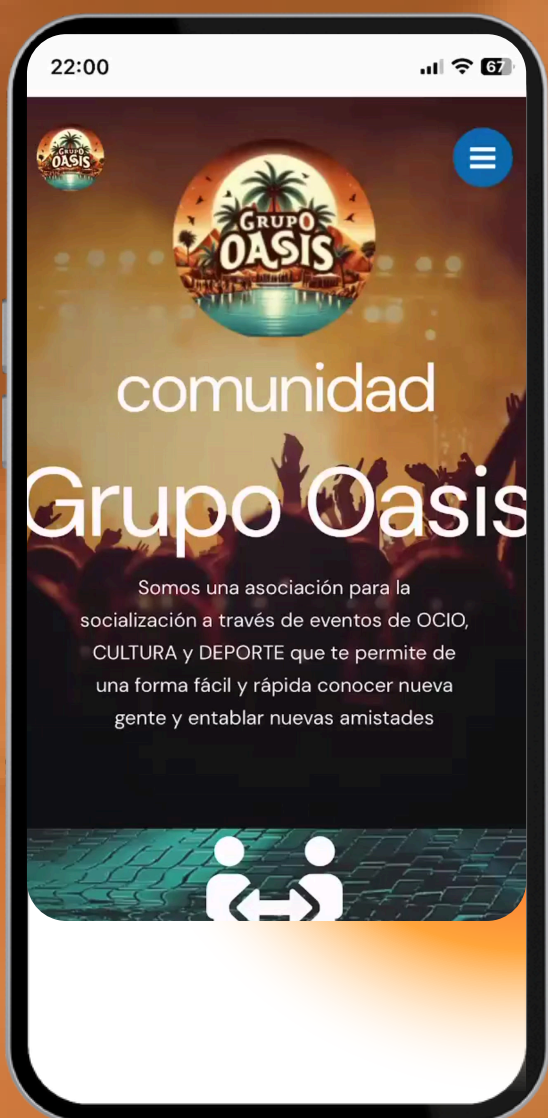 22:00
67
GRUPO
OASIS
GRUPO
OASIS
comunidad
Grupo Oasis
Somos una asociación para la
socialización a través de eventos de OCIO,
CULTURA y DEPORTE que te permite de
una forma fácil y rápida conocer nueva
gente y entablar nuevas amistades